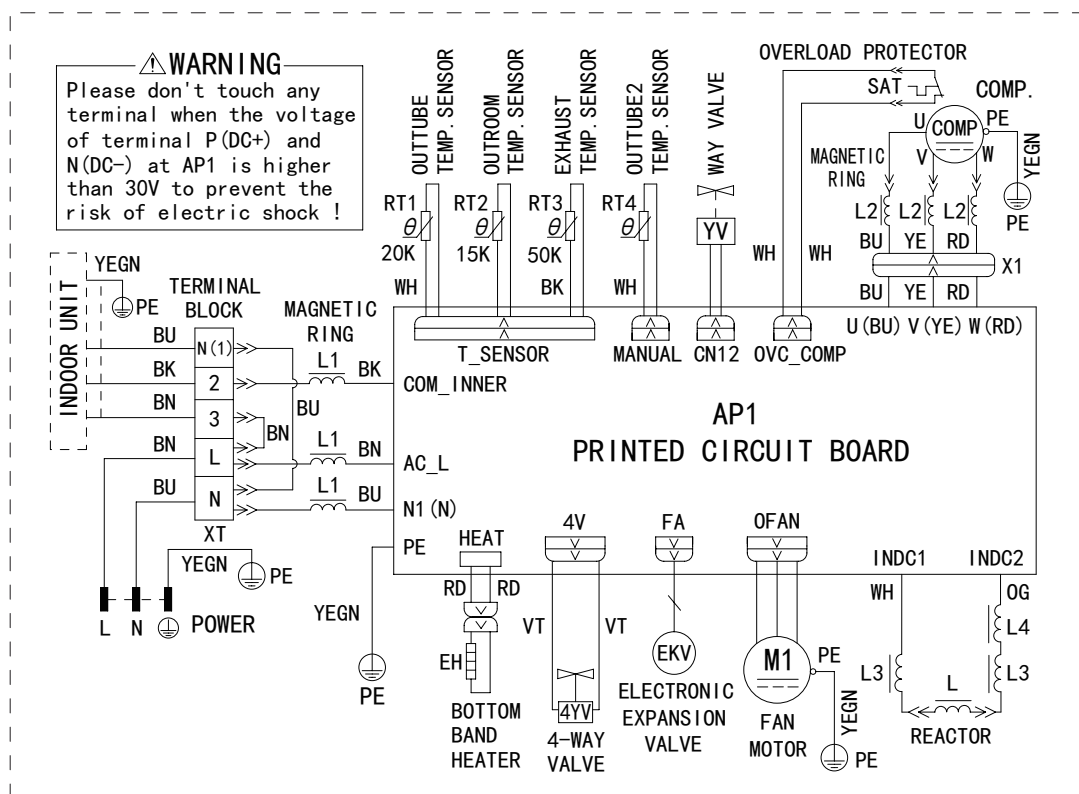 WARNING
Please don't touch any
terminal when the voltage
of terminal P(DC+) and
N(DC-) at AP1 is higher
than 30V to prevent the
risk of electric shock !
OUTTUBE
TEMP. SENSOR
OUTROOM
TEMP. SENSOR
EXHAUST
TEMP. SENSOR
OUTTUBE2
TEMP. SENSOR
WAY VALVE
OVERLOAD PROTECTOR
SAT
COMP.
U
COMP
PE
V
W
YEGN
MAGNETIC
RING
PE
RT1
RT2
RT3
RT4
θ
θ
θ
θ
YV
20K
15K
50K
L2
L2
L2
WH
BK
WH
WH
WH
BU
YE
RD
X1
BU
YE
RD
T_SENSOR
MANUAL
CN12
OVC_COMP
U(BU)
V(YE)
W(RD)
INDOOR UNIT
YEGN
PE
TERMINAL
BLOCK
MAGNETIC
RING
BU
N(1)
BK
2
L1
BK
COM_INNER
BN
3
BU
BN
BN
L
L1
BN
AC_L
BU
N
L1
BU
N1(N)
XT
AP1
PRINTED CIRCUIT BOARD
YEGN
PE
L
N
POWER
PE
YEGN
PE
HEAT
4V
FA
OFAN
INDC1
INDC2
RD
RD
VT
VT
WH
OG
L4
EH
4YV
EKV
M1
PE
YEGN
PE
L3
L
L3
BOTTOM
BAND
HEATER
4-WAY
VALVE
ELECTRONIC
EXPANSION
VALVE
FAN
MOTOR
REACTOR